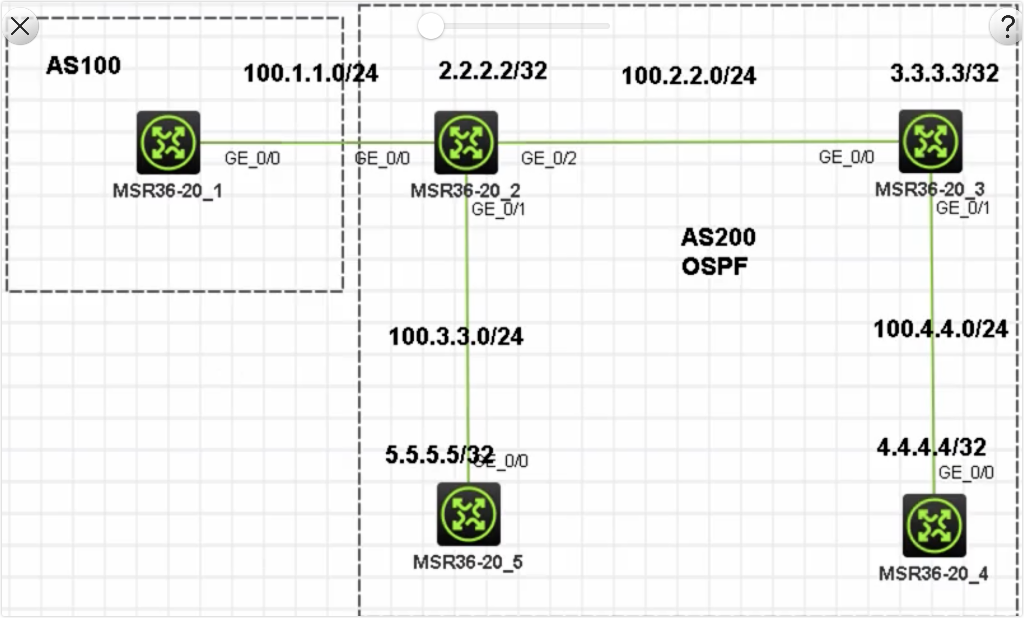 ?
AS100
100.1.1.0/24
2.2.2.2/32
100.2.2.0/24
3.3.3.3/32
GE_0/0
GE_0/0
GE_0/2
GE_0/0
MSR36-20_1
MSR36-20_2
MSR36-20_3
GE_0/1
GE_0/1
AS200
OSPF
100.3.3.0/24
100.4.4.0/24
5.5.5.5/32
GE_0/0
4.4.4.4/32
GE_0/0
MSR36-20_5
MSR36-20_4